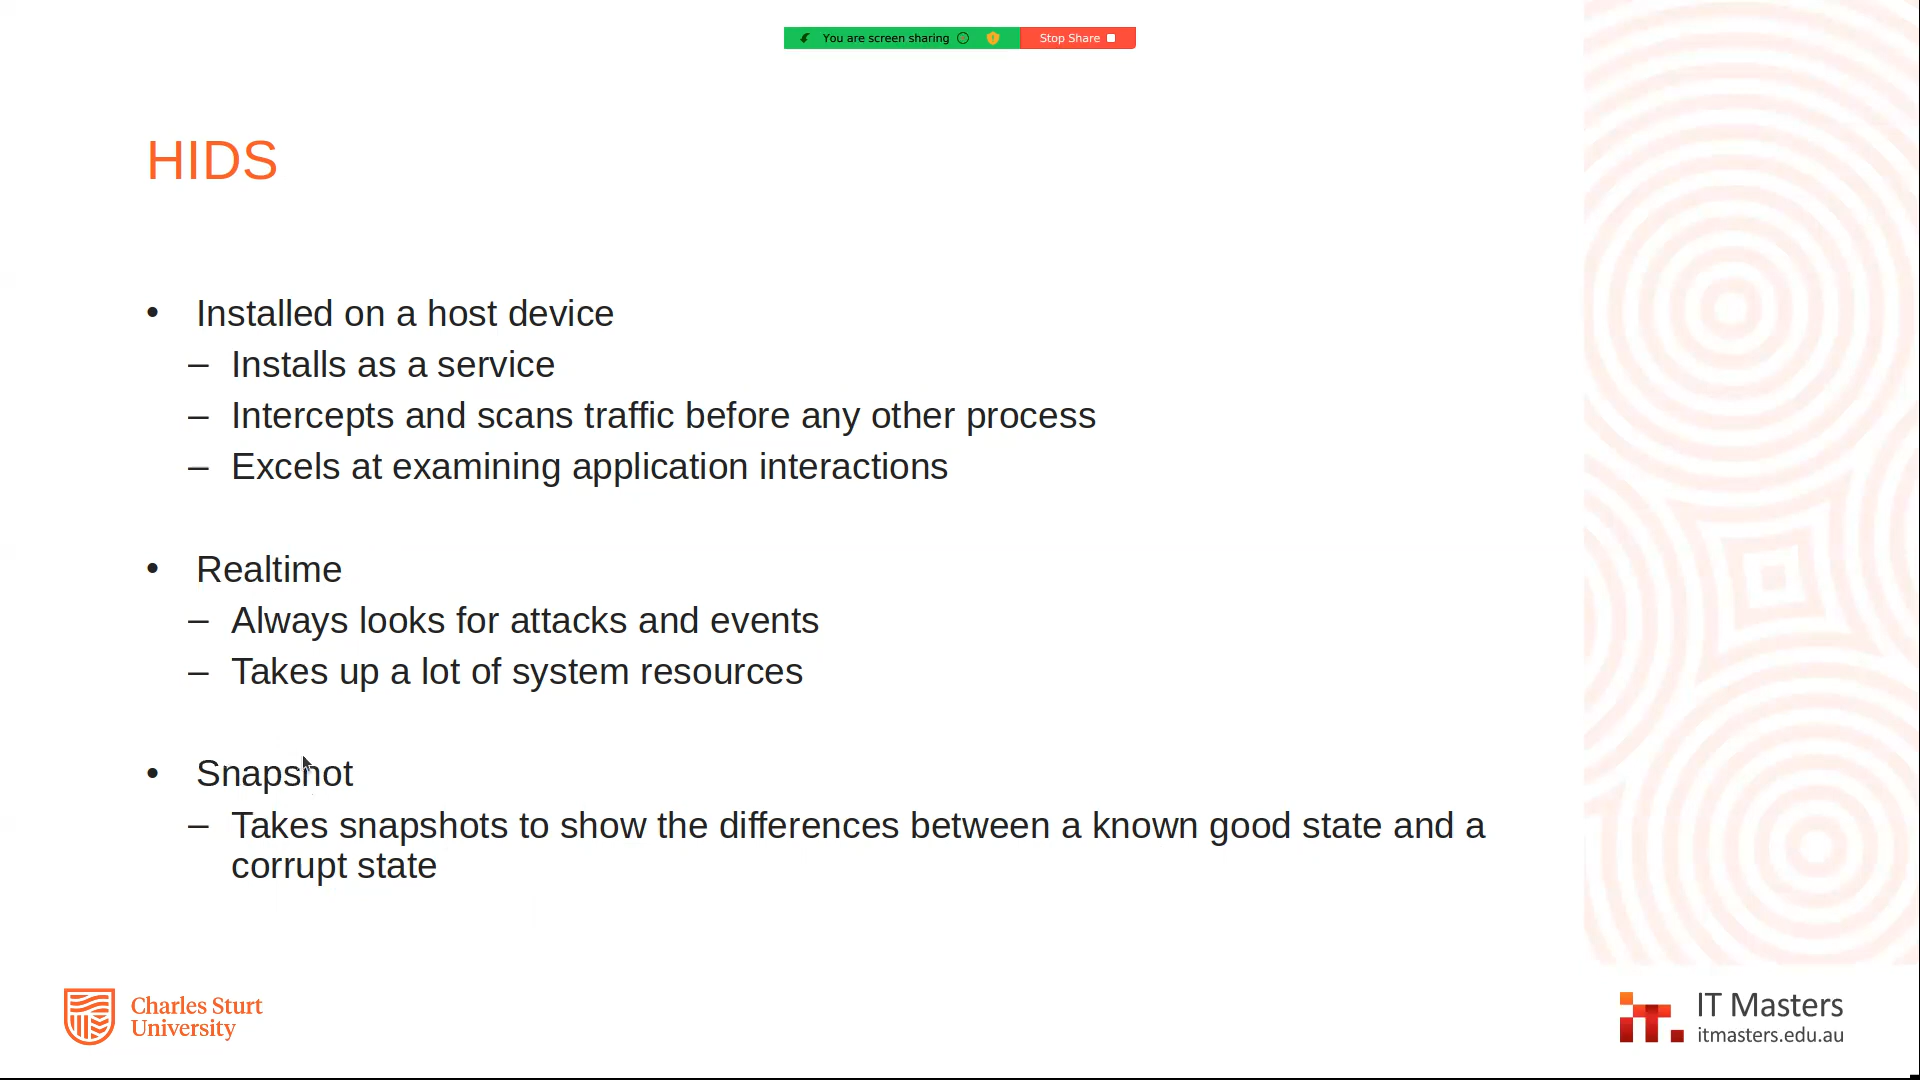 You are screen sharing
Stop Share
HIDS
• Installed on a host device
– Installs as a service
– Intercepts and scans traffic before any other process
– Excels at examining application interactions
• Realtime
– Always looks for attacks and events
– Takes up a lot of system resources
• Snapshot
– Takes snapshots to show the differences between a known good state and a
corrupt state
Charles Sturt
University
it.
IT Masters
itmasters.edu.au